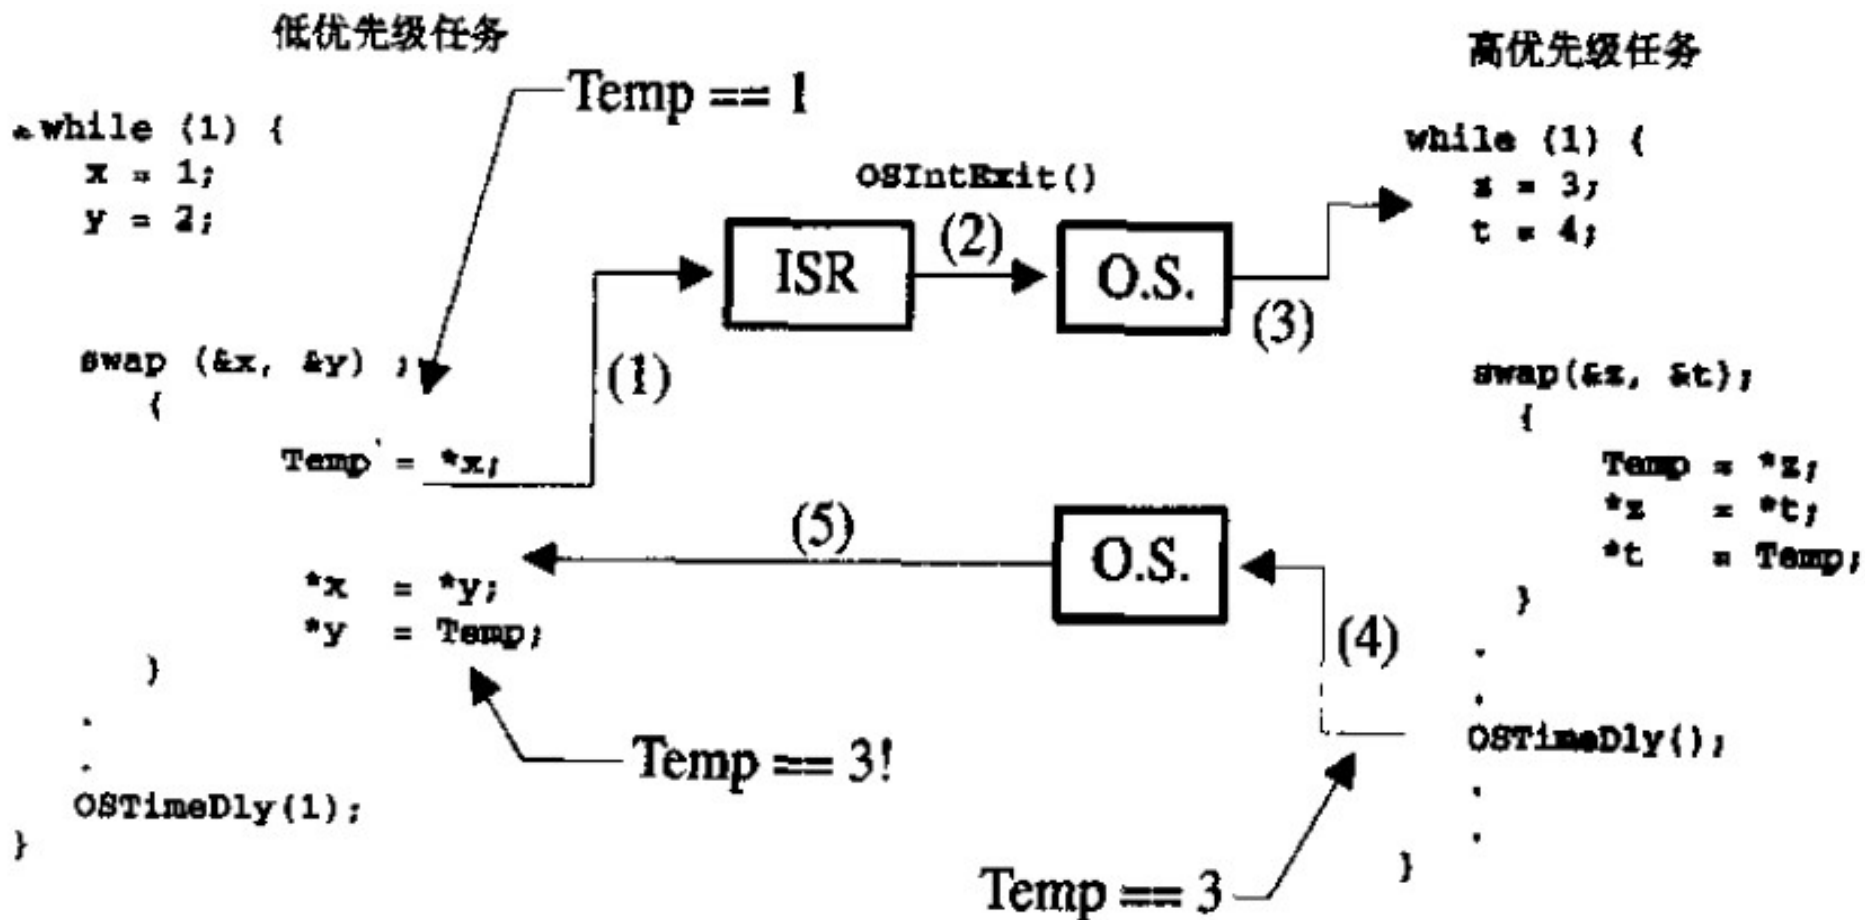 低优先级任务
while (1) {
x = 1;
y = 2;
swap (&x, &y) ;
{
Temp = *x;
*x = *y;
*y = Temp;
}
.
.
OSTimeDly(1);
}
Temp == 1
(1)
ISR
OSIntExit()
(2)
O.S.
(3)
高优先级任务
while (1) {
z = 3;
t = 4;
swap(&z, &t);
{
Temp = *z;
*z = *t;
*t = Temp;
}
.
.
OSTimeDly();
.
.
}
Temp == 3
(4)
O.S.
(5)
Temp == 3!